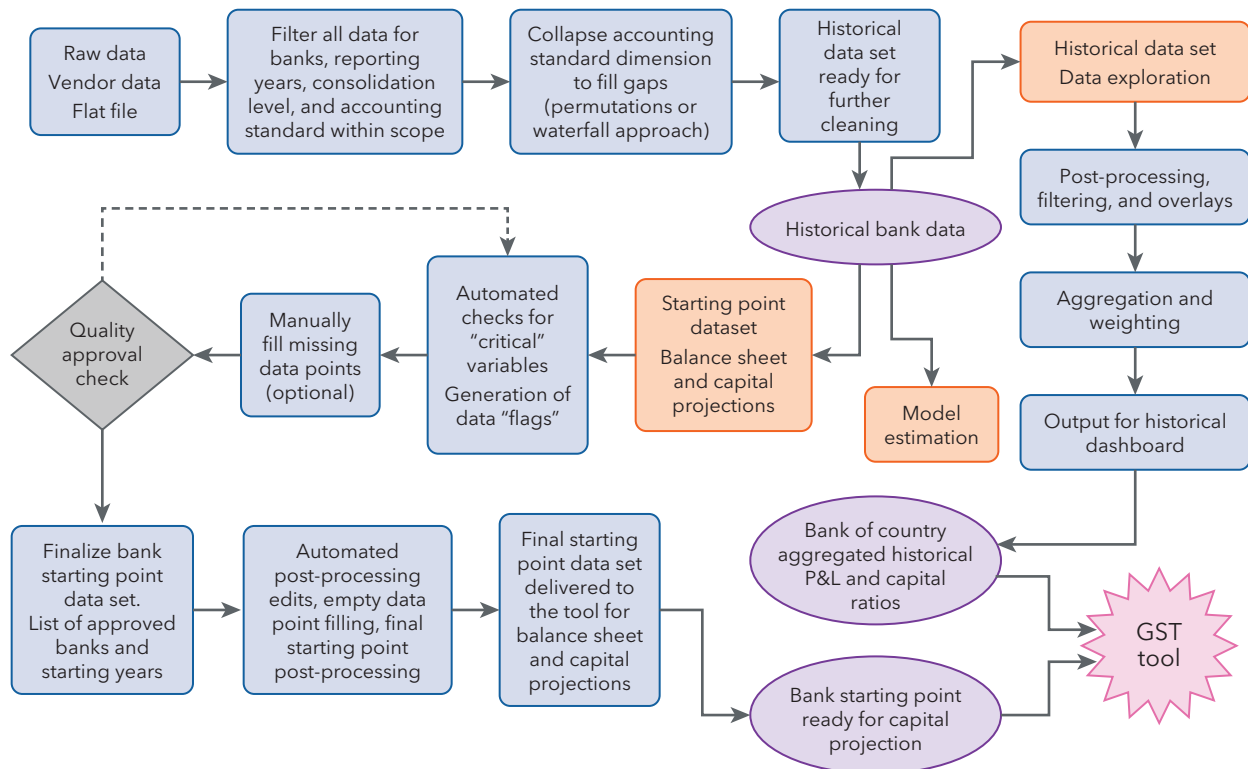 Raw data
Vendor data
Flat file
Filter all data for
banks, reporting
years, consolidation
level, and accounting
standard within scope
Collapse accounting
standard dimension
to fill gaps
(permutations or
waterfall approach)
Historical
data set
ready for
further
cleaning
Historical data set
Data exploration
Post-processing,
filtering, and overlays
Aggregation and
weighting
Output for historical
dashboard
Historical bank data
Model
estimation
Starting point
dataset
Balance sheet
and capital
projections
Automated
checks for
“critical”
variables
Generation of
data “flags”
Manually
fill missing
data points
(optional)
Quality
approval
check
Finalize bank
starting point
data set.
List of approved
banks and
starting years
Automated
post-processing
edits, empty data
point filling, final
starting point
post-processing
Final starting
point data set
delivered to
the tool for
balance sheet
and capital
projections
Bank of country
aggregated historical
P&L and capital
ratios
Bank starting point
ready for capital
projection
GST
tool